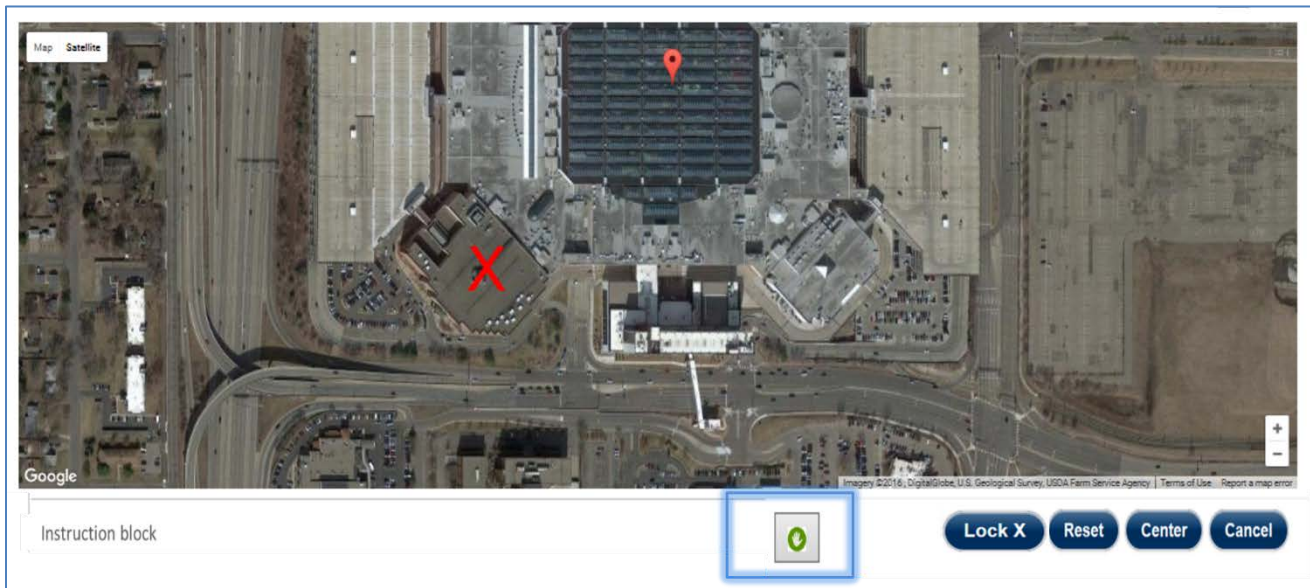 Map Satellite
X
+
−
Google
Imagery ©2016 , DigitalGlobe, U.S. Geological Survey, USDA Farm Service Agency
Terms of Use
Report a map error
Instruction block
Lock X
Reset
Center
Cancel